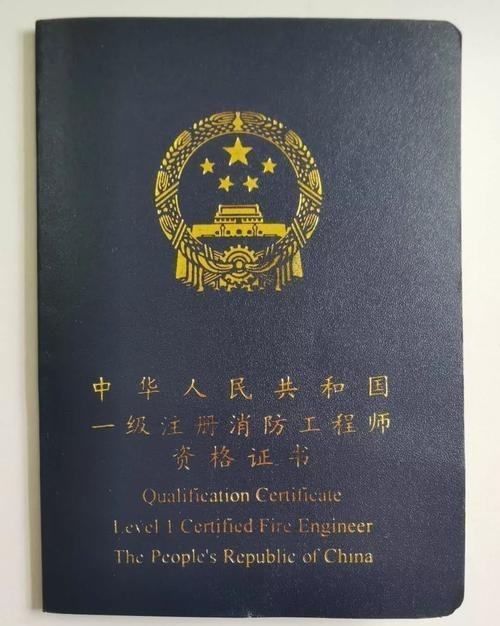 中华人民共和国
一级注册消防工程师
资格证书
Qualification Certificate
Level 1 Certified Fire Engineer
The People's Republic of China